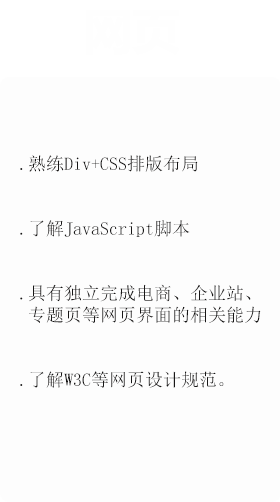 .熟练Div+CSS排版布局
.了解JavaScript脚本
.具有独立完成电商、企业站、
专题页等网页界面的相关能力
.了解W3C等网页设计规范。